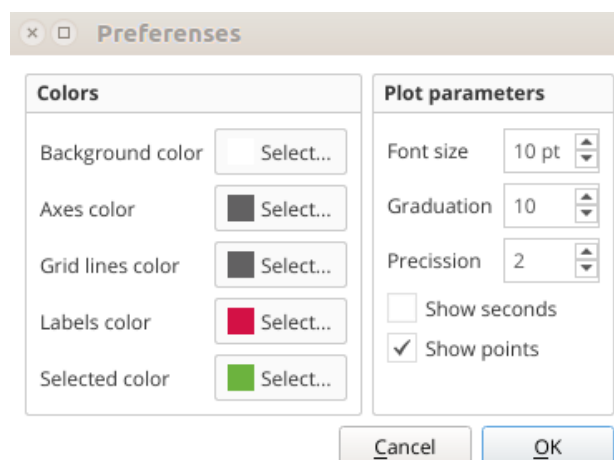 Preferenses
Colors
Background color Select...
Axes color Select...
Grid lines color Select...
Labels color Select...
Selected color Select...
Plot parameters
Font size 10 pt
Graduation 10
Precission 2
Show seconds
Show points
Cancel OK